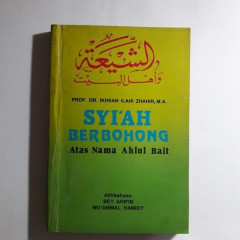 الشيعة
وأهل البيت
PROF. DR. IKHSAN ILAHI ZHAHIR, M.A.
SYI'AH
BERBOHONG
Atas Nama Ahlul Bait
Alihbahasa:
BEY ARIFIN
MU'AMMAL HAMIDY